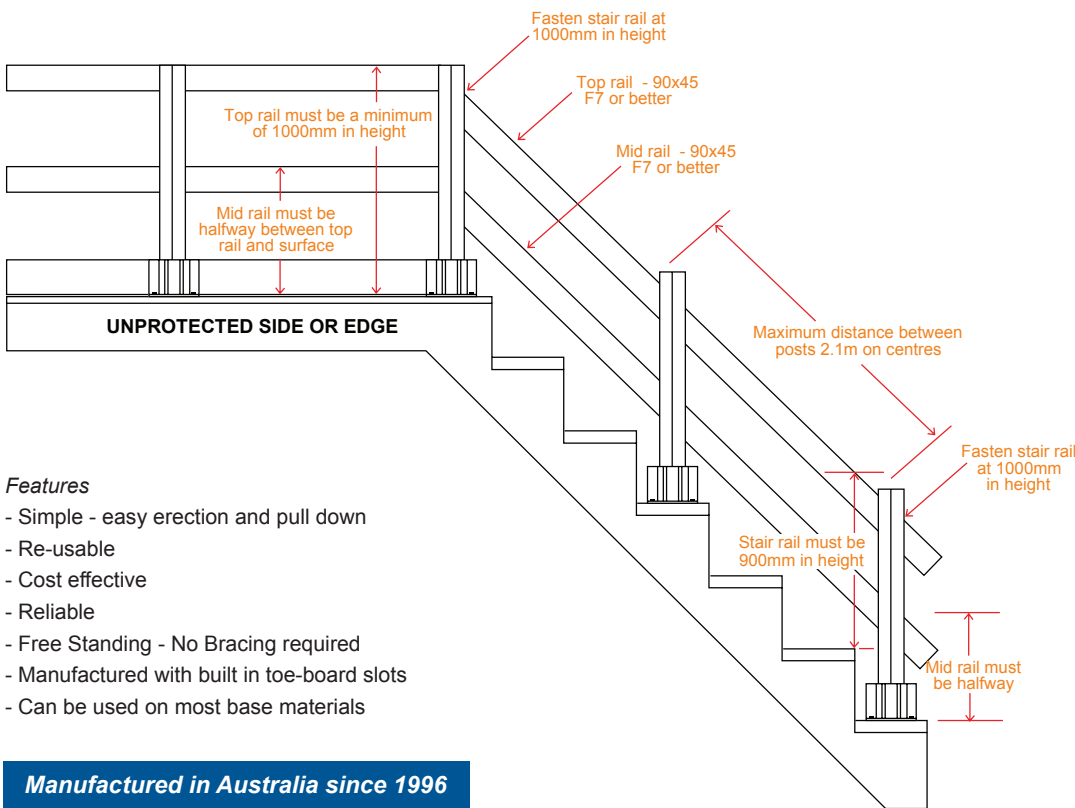 Fasten stair rail at
1000mm in height
Top rail - 90x45
F7 or better
Top rail must be a minimum
of 1000mm in height
Mid rail - 90x45
F7 or better
Mid rail must be
halfway between top
rail and surface
UNPROTECTED SIDE OR EDGE
Maximum distance between
posts 2.1m on centres
Fasten stair rail
at 1000mm
in height
Stair rail must be
900mm in height
Mid rail must
be halfway
Features
- Simple - easy erection and pull down
- Re-usable
- Cost effective
- Reliable
- Free Standing - No Bracing required
- Manufactured with built in toe-board slots
- Can be used on most base materials
Manufactured in Australia since 1996